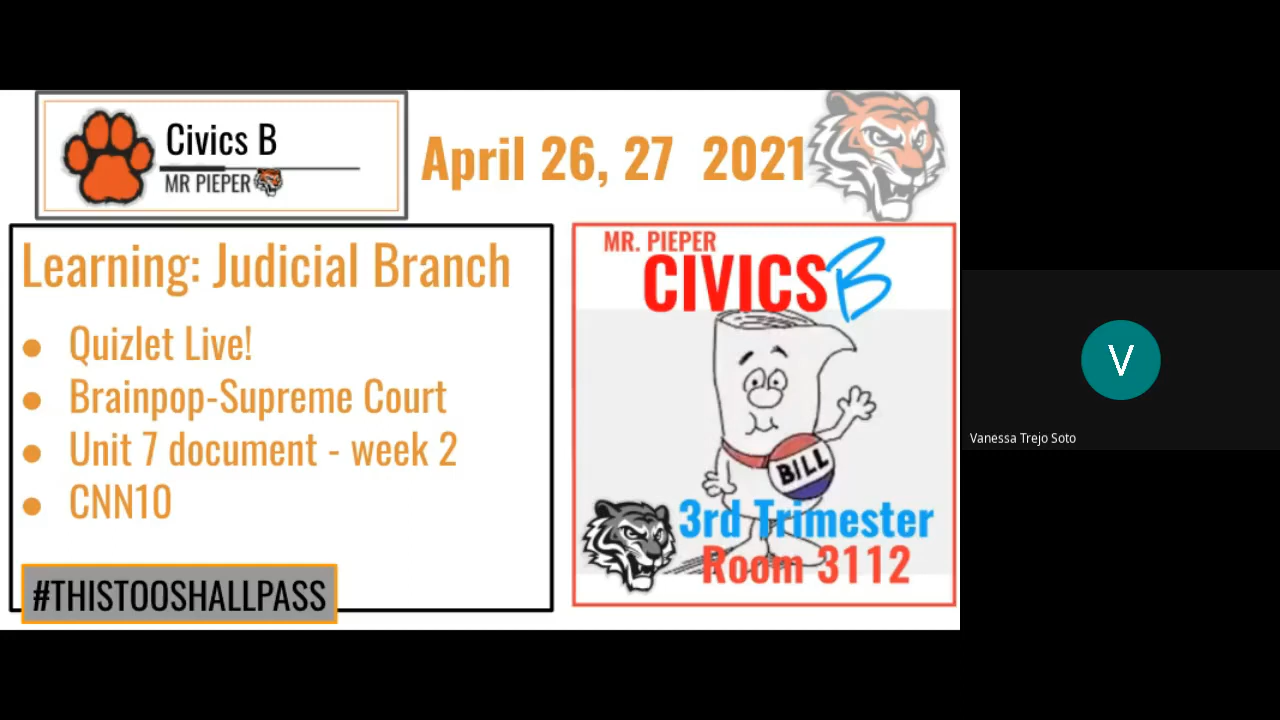 Civics B
MR PIEPER
April 26, 27 2021
Learning: Judicial Branch
● Quizlet Live!
● Brainpop-Supreme Court
● Unit 7 document - week 2
● CNN10
#THISTOOSHALLPASS
MR. PIEPER
CIVICS B
BILL
3rd Trimester
Room 3112
V
Vanessa Trejo Soto